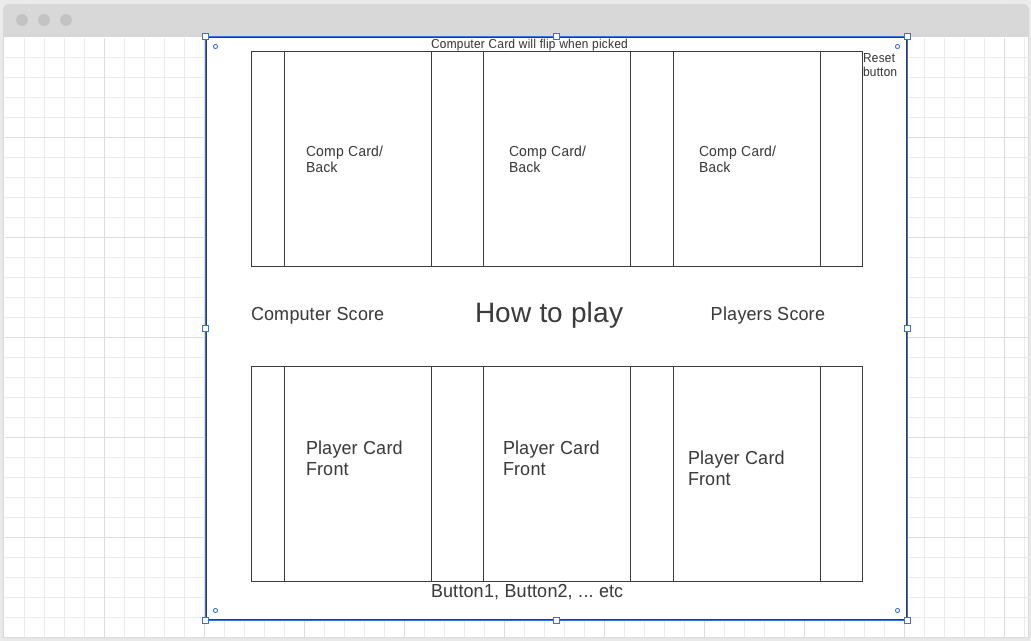 Computer Card will flip when picked
Reset
button
Comp Card/
Back
Comp Card/
Back
Comp Card/
Back
Computer Score
How to play
Players Score
Player Card
Front
Player Card
Front
Player Card
Front
Button1, Button2, ... etc